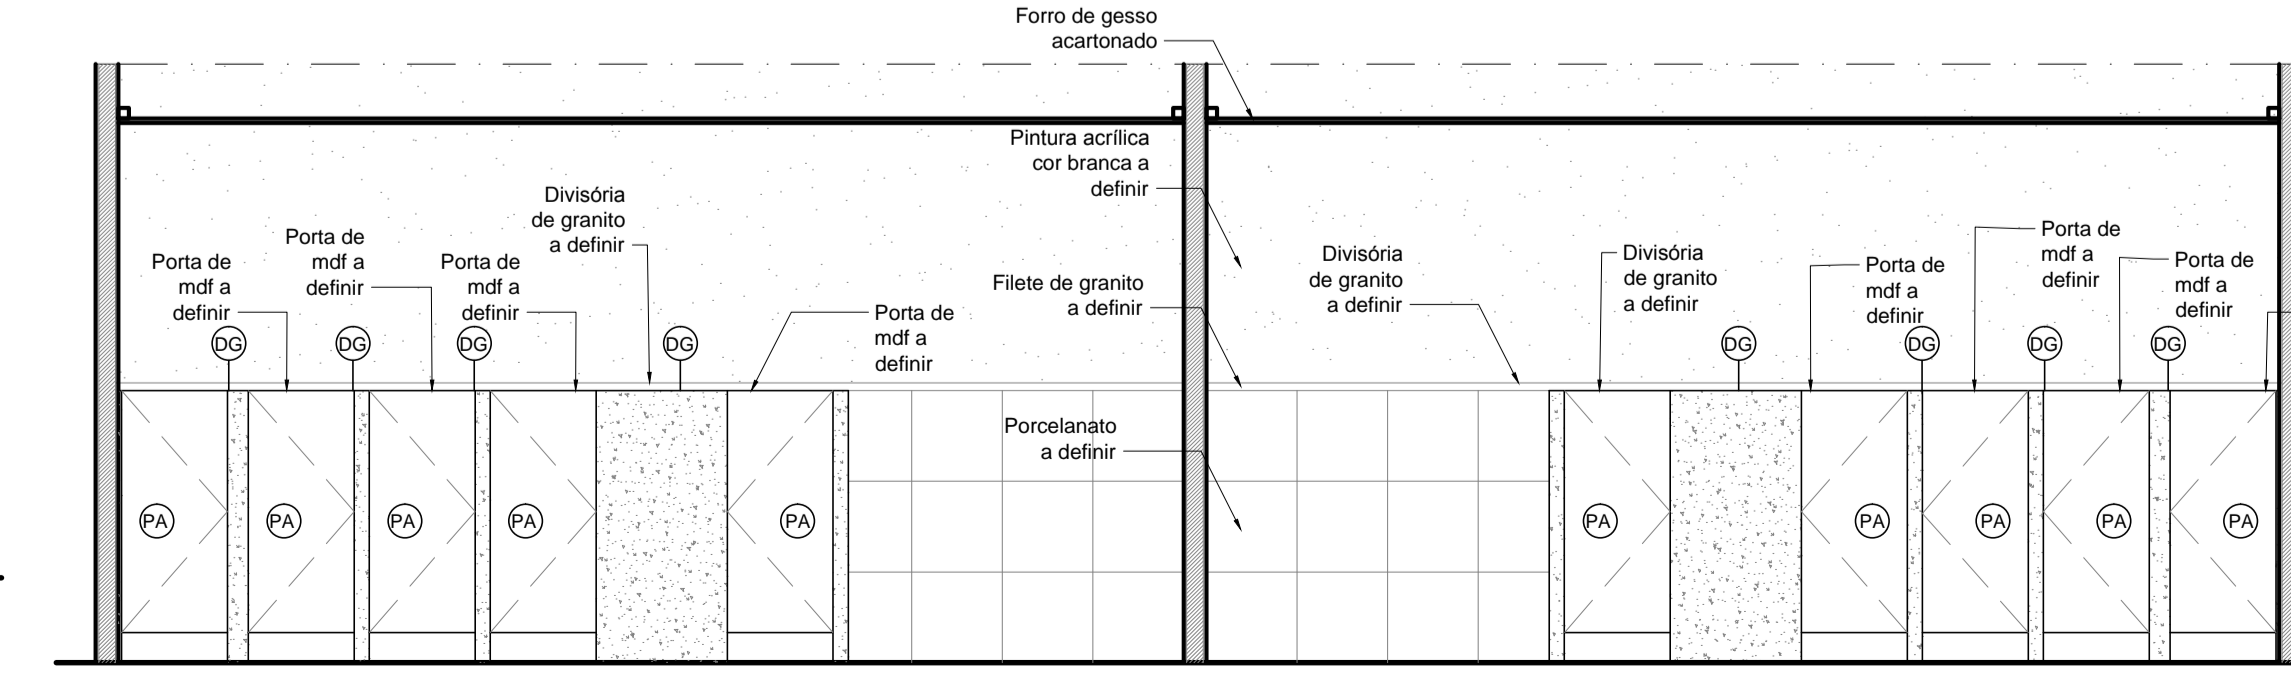 Forro de gesso
acartonado
Pintura acrílica
cor branca a
definir
Divisória
de granito
a definir
Porta de
mdf a
definir
Porta de
mdf a
definir
Porta de
mdf a
definir
Porta de
mdf a
definir
Filete de granito
a definir
Divisória
de granito
a definir
Divisória
de granito
a definir
Porta de
mdf a
definir
Porta de
mdf a
definir
Porta de
mdf a
definir
DG
DG
DG
DG
DG
DG
DG
DG
Porcelanato
a definir
PA
PA
PA
PA
PA
PA
PA
PA
PA
PA